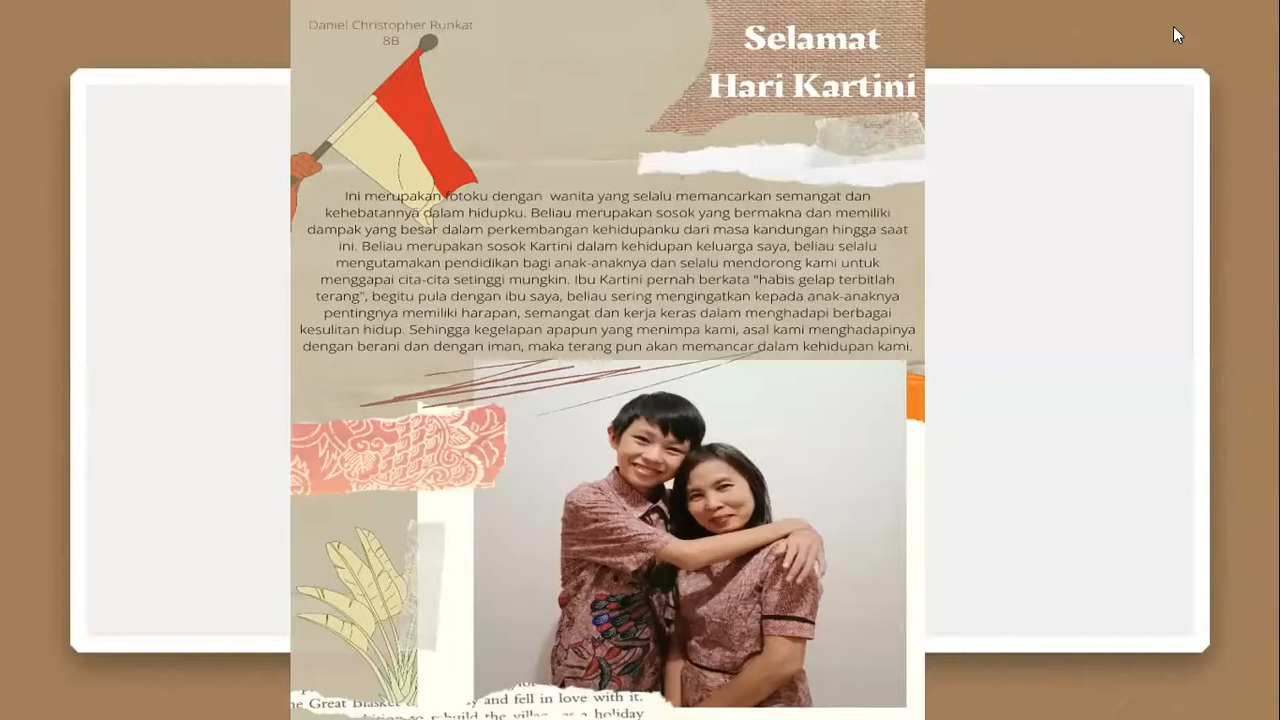 Daniel Christopher Runkat
8B
Selamat
Hari Kartini
Ini merupakan fotoku dengan wanita yang selalu memancarkan semangat dan
kehebatannya dalam hidupku. Beliau merupakan sosok yang bermakna dan memiliki
dampak yang besar dalam perkembangan kehidupanku dari masa kandungan hingga saat
ini. Beliau merupakan sosok Kartini dalam kehidupan keluarga saya, beliau selalu
mengutamakan pendidikan bagi anak-anaknya dan selalu mendorong kami untuk
menggapai cita-cita setinggi mungkin. Ibu Kartini pernah berkata "habis gelap terbitlah
terang", begitu pula dengan ibu saya, beliau sering mengingatkan kepada anak-anaknya
pentingnya memiliki harapan, semangat dan kerja keras dalam menghadapi berbagai
kesulitan hidup. Sehingga kegelapan apapun yang menimpa kami, asal kami menghadapinya
dengan berani dan dengan iman, maka terang pun akan memancar dalam kehidupan kami.
Great and fell in love with it.
holiday